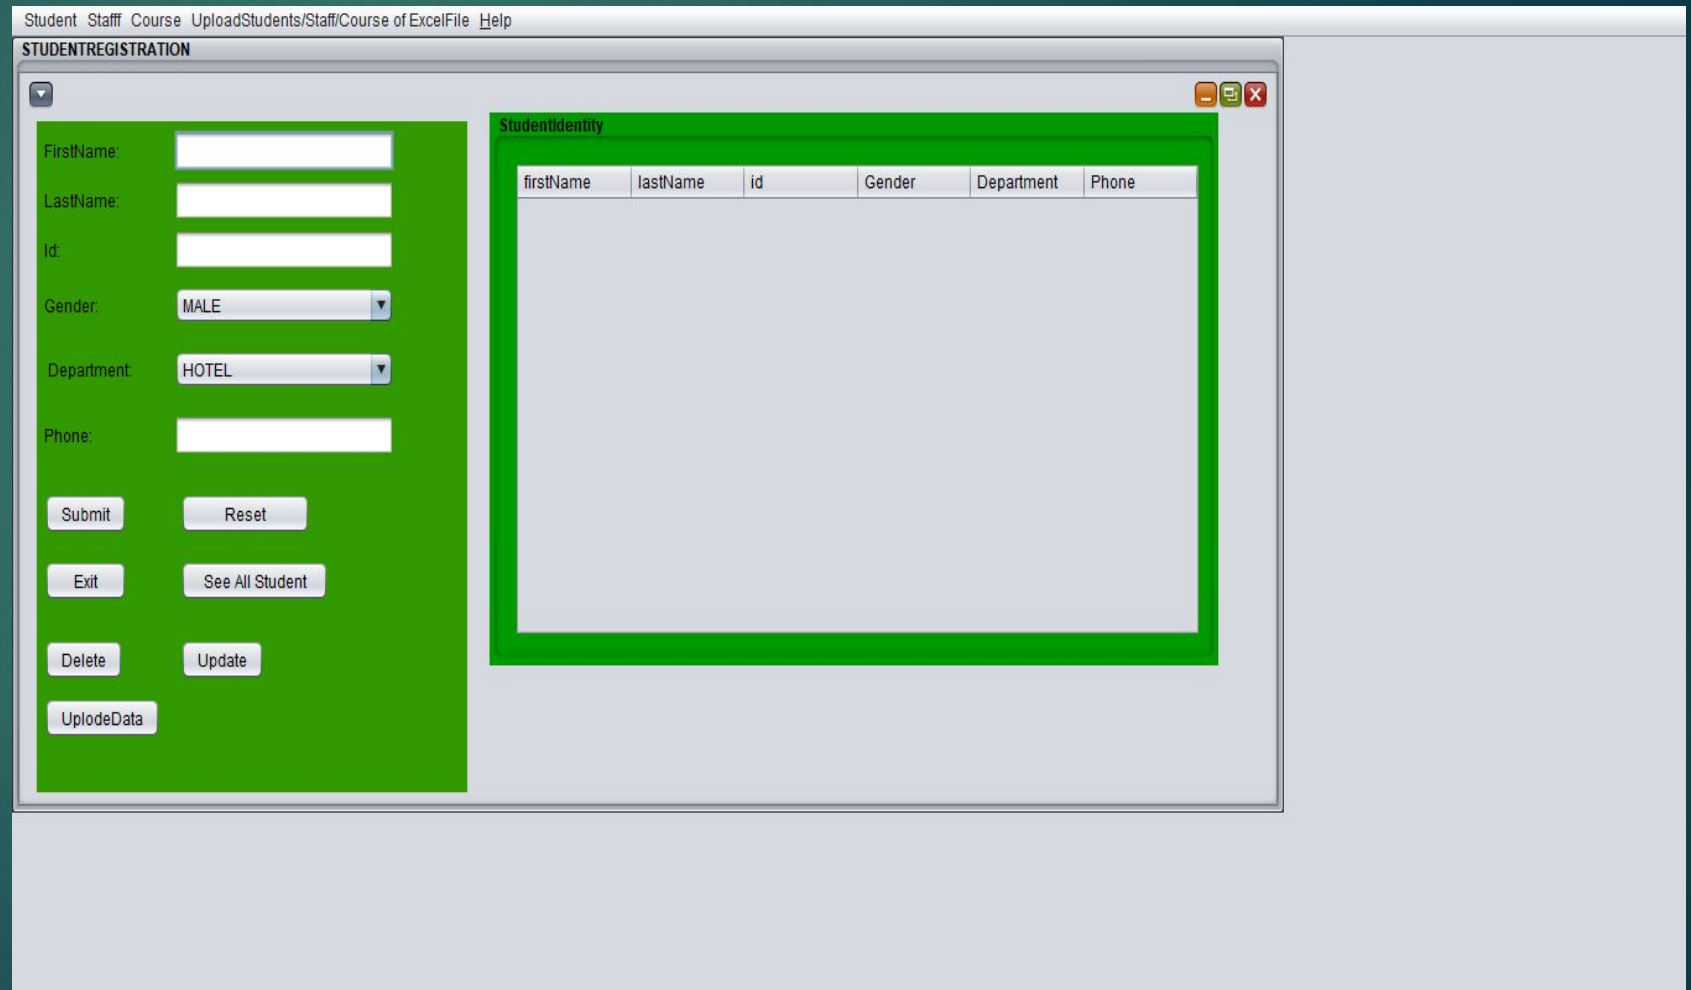 Student Stafff Course UploadStudents/Staff/Course of ExcelFile Help
STUDENTREGISTRATION
FirstName:
LastName:
Id:
Gender: MALE
Department: HOTEL
Phone:
Submit Reset
Exit See All Student
Delete Update
UplodeData
StudentIdentity
firstName lastName id Gender Department Phone